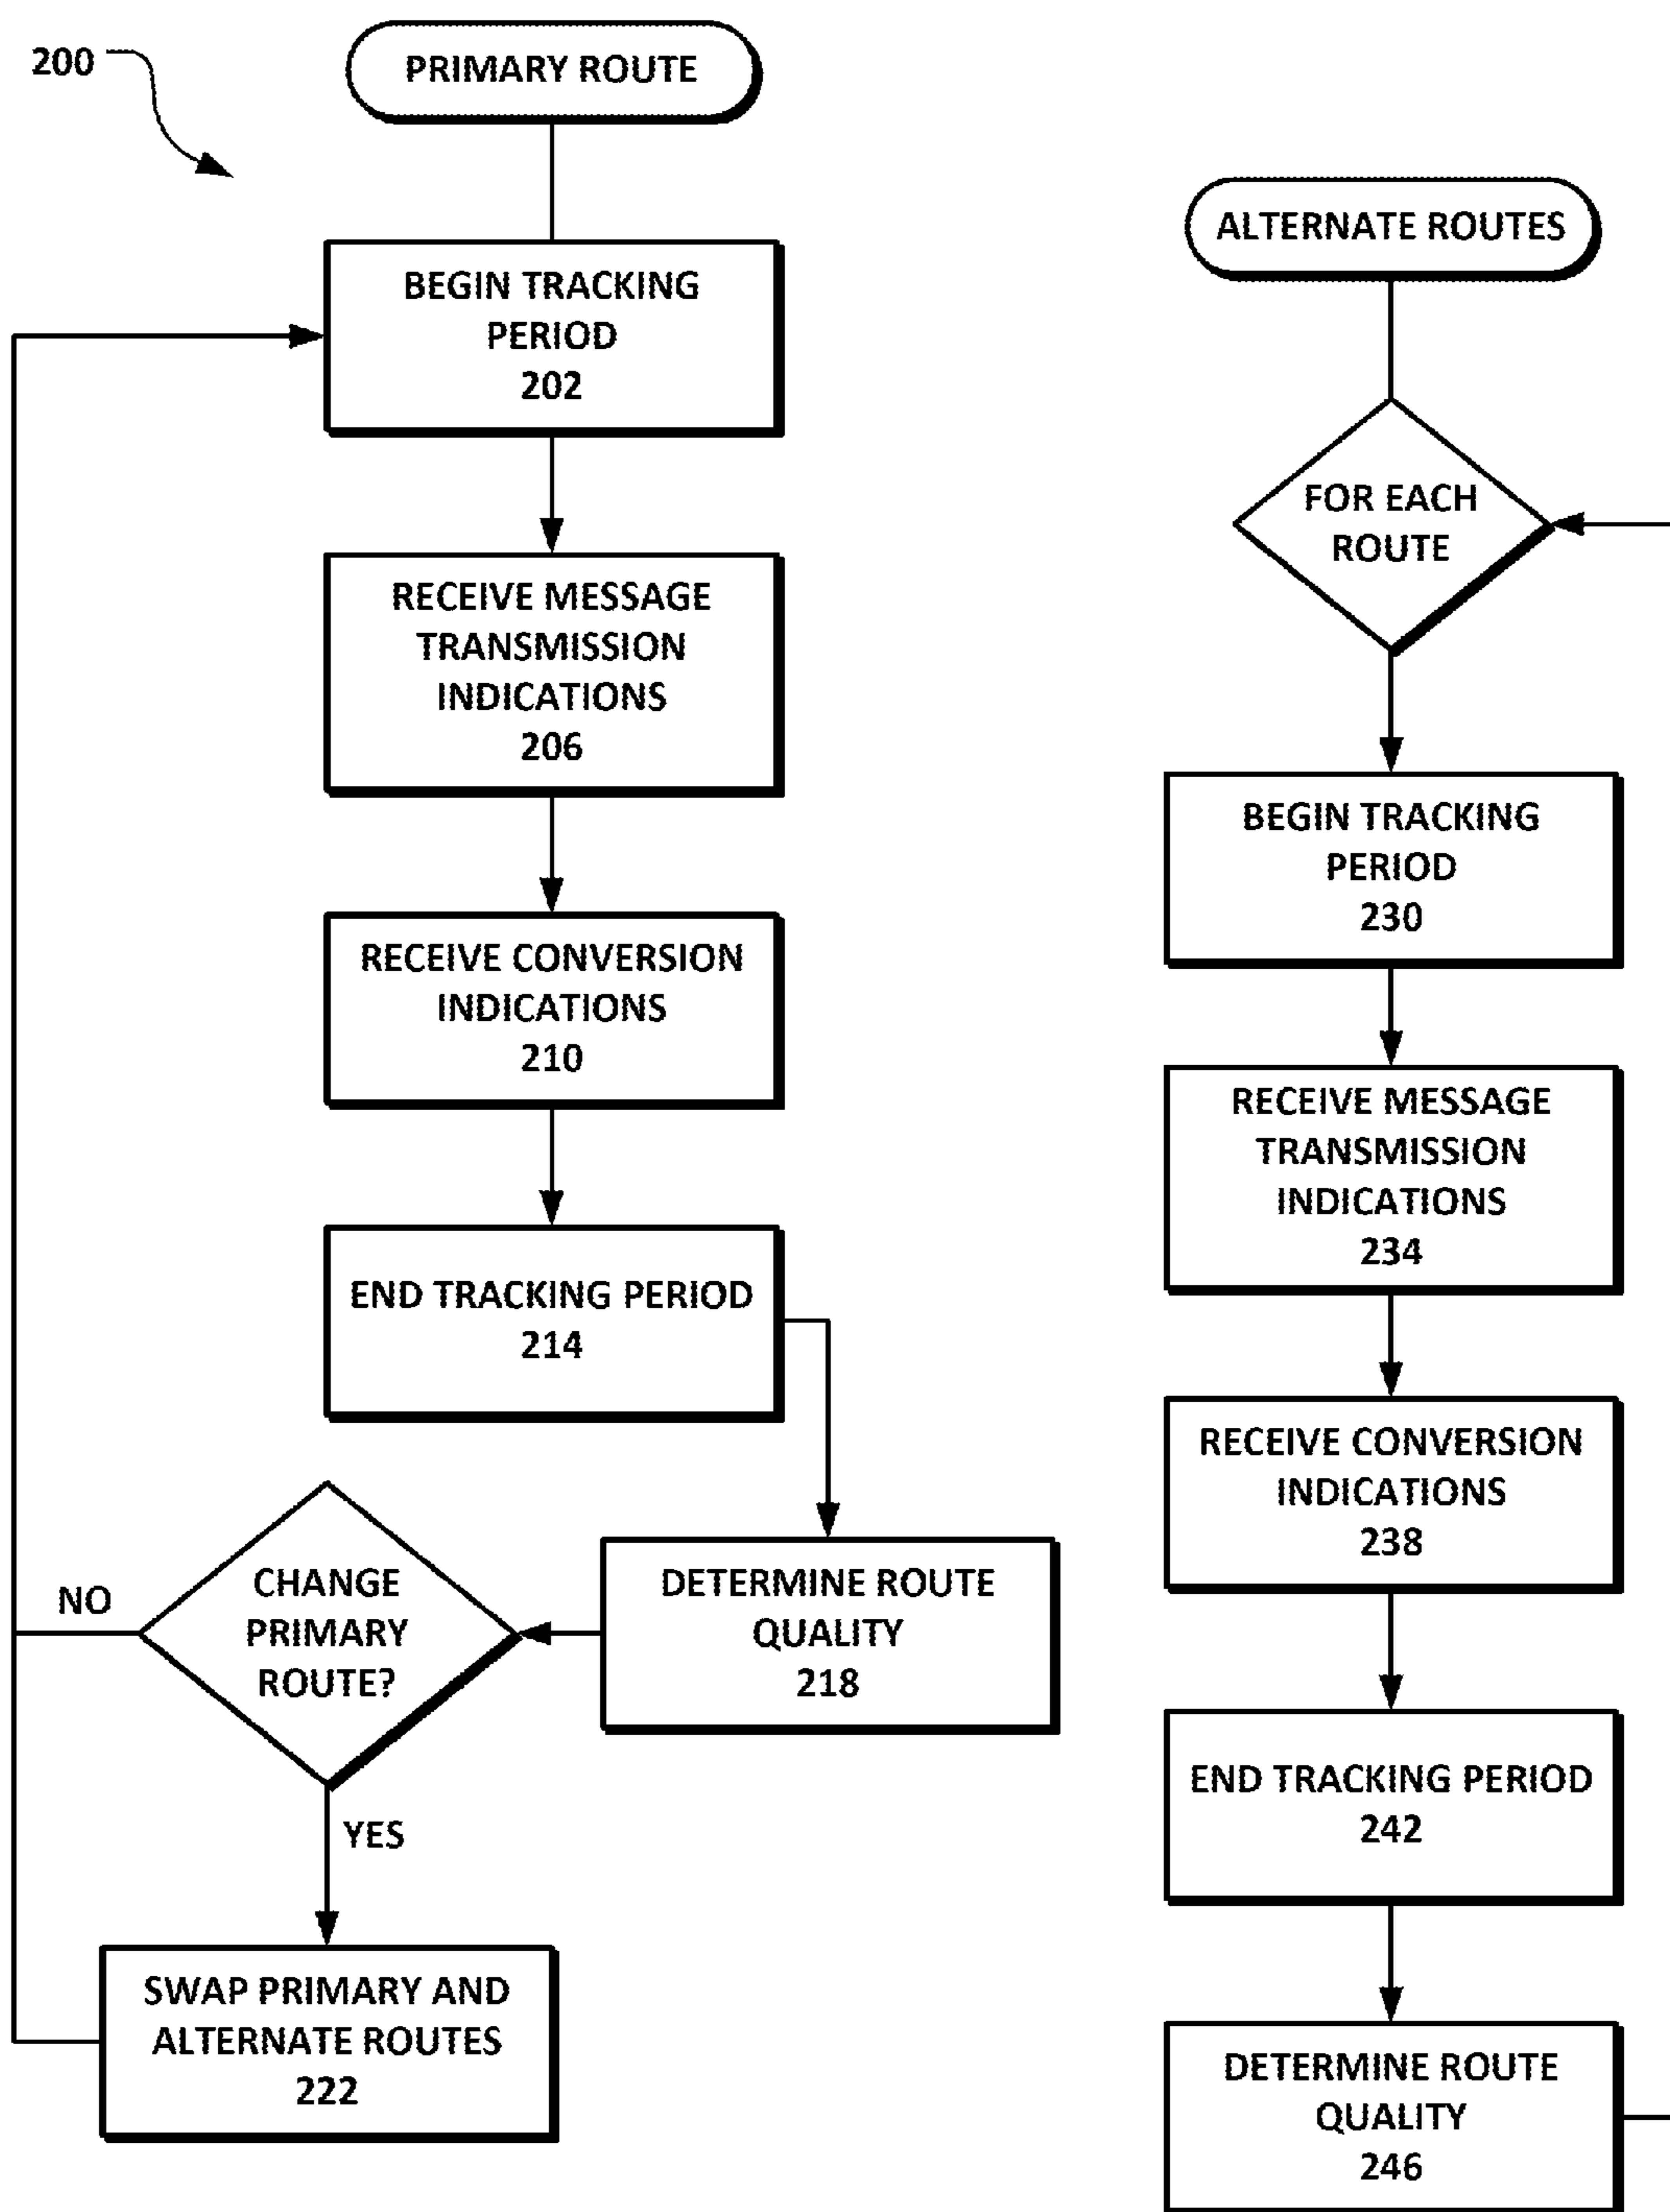 200
PRIMARY ROUTE
BEGIN TRACKING
PERIOD
202
RECEIVE MESSAGE
TRANSMISSION
INDICATIONS
206
RECEIVE CONVERSION
INDICATIONS
210
END TRACKING PERIOD
214
DETERMINE ROUTE
QUALITY
218
CHANGE
PRIMARY
ROUTE?
NO
YES
SWAP PRIMARY AND
ALTERNATE ROUTES
222
ALTERNATE ROUTES
FOR EACH
ROUTE
BEGIN TRACKING
PERIOD
230
RECEIVE MESSAGE
TRANSMISSION
INDICATIONS
234
RECEIVE CONVERSION
INDICATIONS
238
END TRACKING PERIOD
242
DETERMINE ROUTE
QUALITY
246